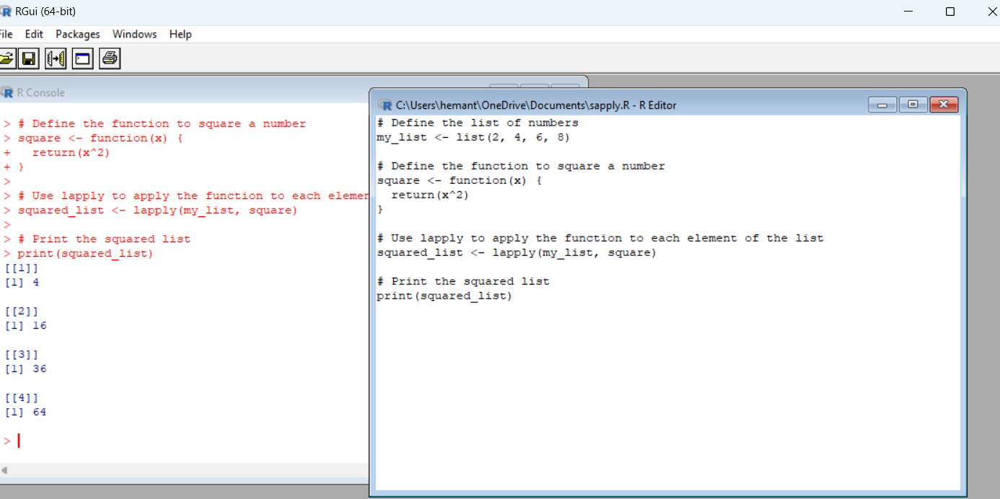 RGui (64-bit)
File Edit Packages Windows Help
R Console
> # Define the function to square a number
> square <- function(x) {
+   return(x^2)
+ }
>
> # Use lapply to apply the function to each elemen
> squared_list <- lapply(my_list, square)
>
> # Print the squared list
> print(squared_list)
[[1]]
[1] 4
[[2]]
[1] 16
[[3]]
[1] 36
[[4]]
[1] 64
>
C:\Users\hemant\OneDrive\Documents\sapply.R - R Editor
# Define the list of numbers
my_list <- list(2, 4, 6, 8)
# Define the function to square a number
square <- function(x) {
  return(x^2)
}
# Use lapply to apply the function to each element of the list
squared_list <- lapply(my_list, square)
# Print the squared list
print(squared_list)